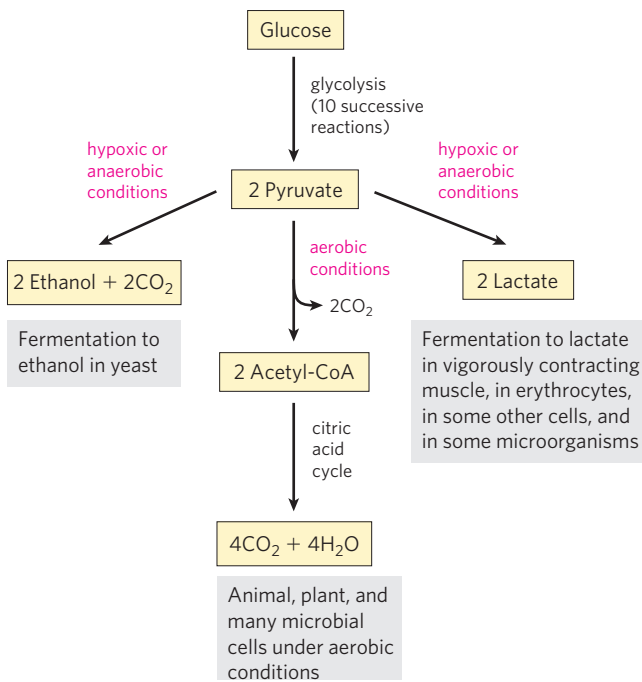 Glucose
glycolysis
(10 successive
reactions)
hypoxic or
anaerobic
conditions
hypoxic or
anaerobic
conditions
2 Pyruvate
aerobic
conditions
2 Ethanol + 2CO₂
2CO₂
2 Lactate
Fermentation to
ethanol in yeast
Fermentation to lactate
in vigorously contracting
muscle, in erythrocytes,
in some other cells, and
in some microorganisms
2 Acetyl-CoA
citric
acid
cycle
4CO₂ + 4H₂O
Animal, plant, and
many microbial
cells under aerobic
conditions